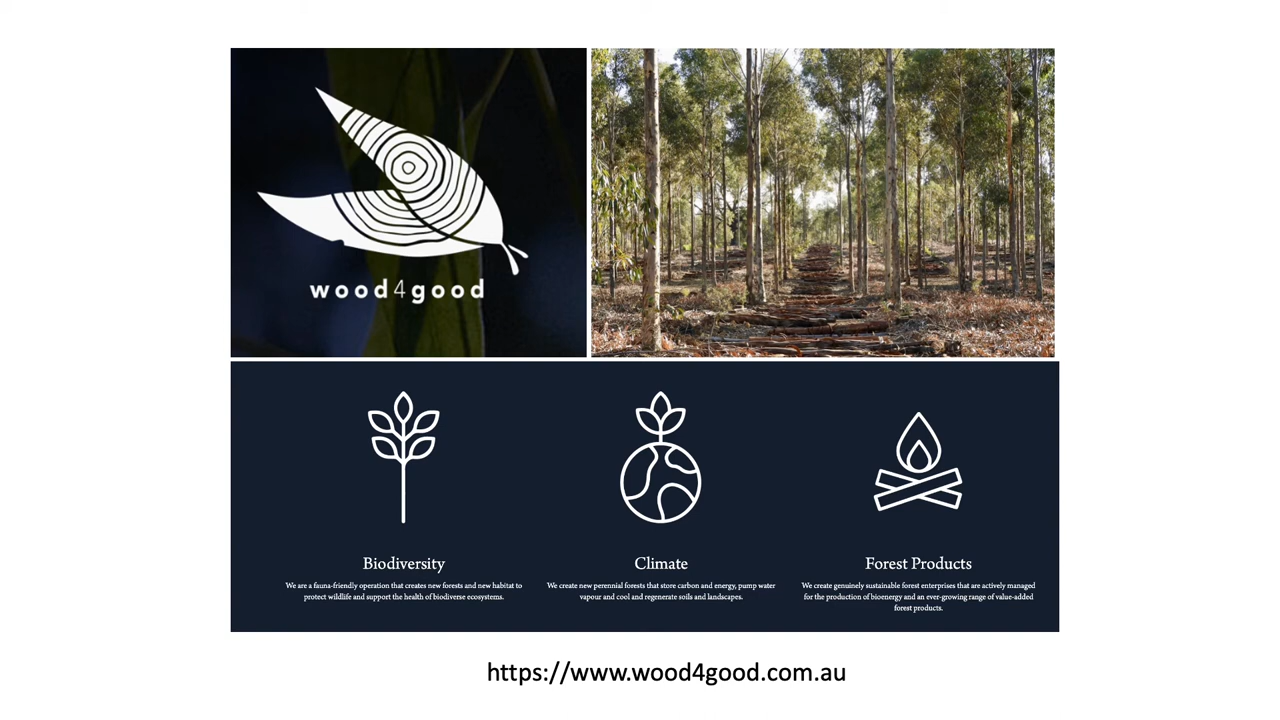 wood4good
Biodiversity
We are a fauna-friendly operation that creates new forests and new habitat to
protect wildlife and support the health of biodiverse ecosystems.
Climate
We create new perennial forests that store carbon and energy, pump water
vapour and cool and regenerate soils and landscapes.
Forest Products
We create genuinely sustainable forest enterprises that are actively managed
for the production of bioenergy and an ever-growing range of value-added
forest products.
https://www.wood4good.com.au